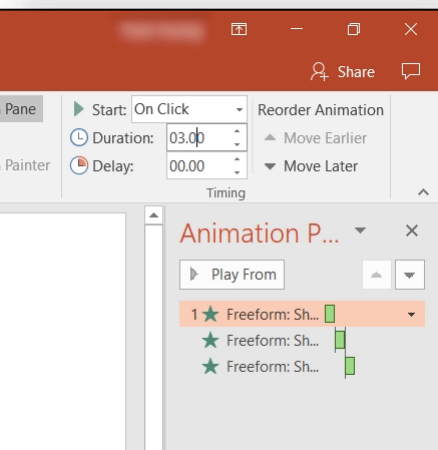 Share
Pane
Start: On Click
Reorder Animation
Duration: 03.00
Move Earlier
Painter
Delay: 00.00
Move Later
Timing
Animation P...
Play From
1 Freeform: Sh...
Freeform: Sh...
Freeform: Sh...